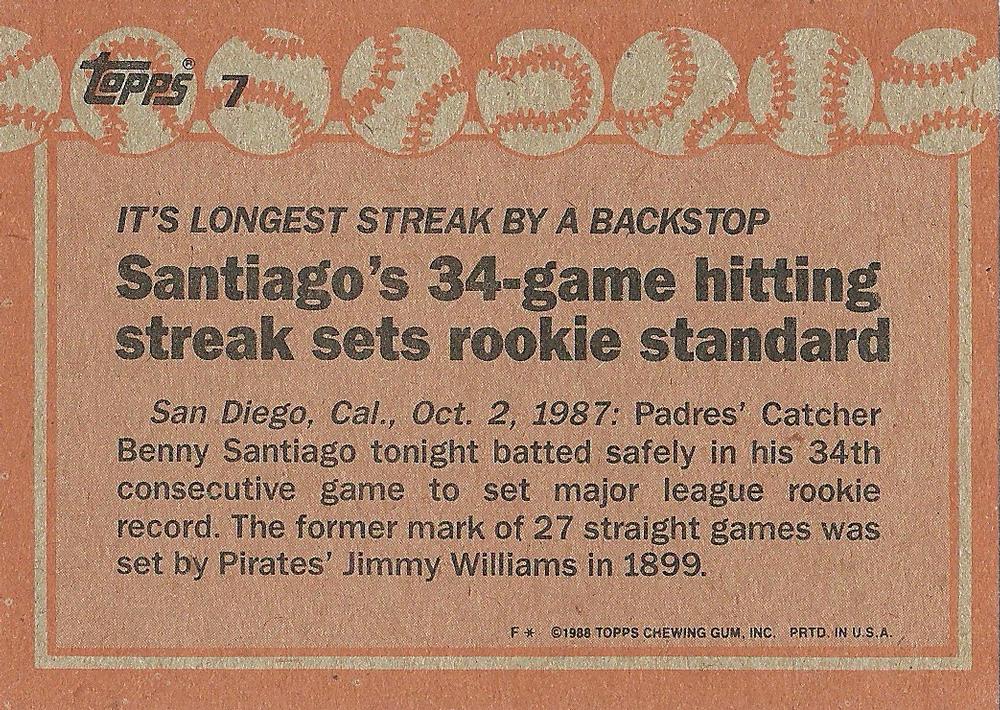 Topps® 7
IT'S LONGEST STREAK BY A BACKSTOP
Santiago's 34-game hitting
streak sets rookie standard
San Diego, Cal., Oct. 2, 1987: Padres' Catcher
Benny Santiago tonight batted safely in his 34th
consecutive game to set major league rookie
record. The former mark of 27 straight games was
set by Pirates' Jimmy Williams in 1899.
F * ©1988 TOPPS CHEWING GUM, INC. PRTD. IN U.S.A.